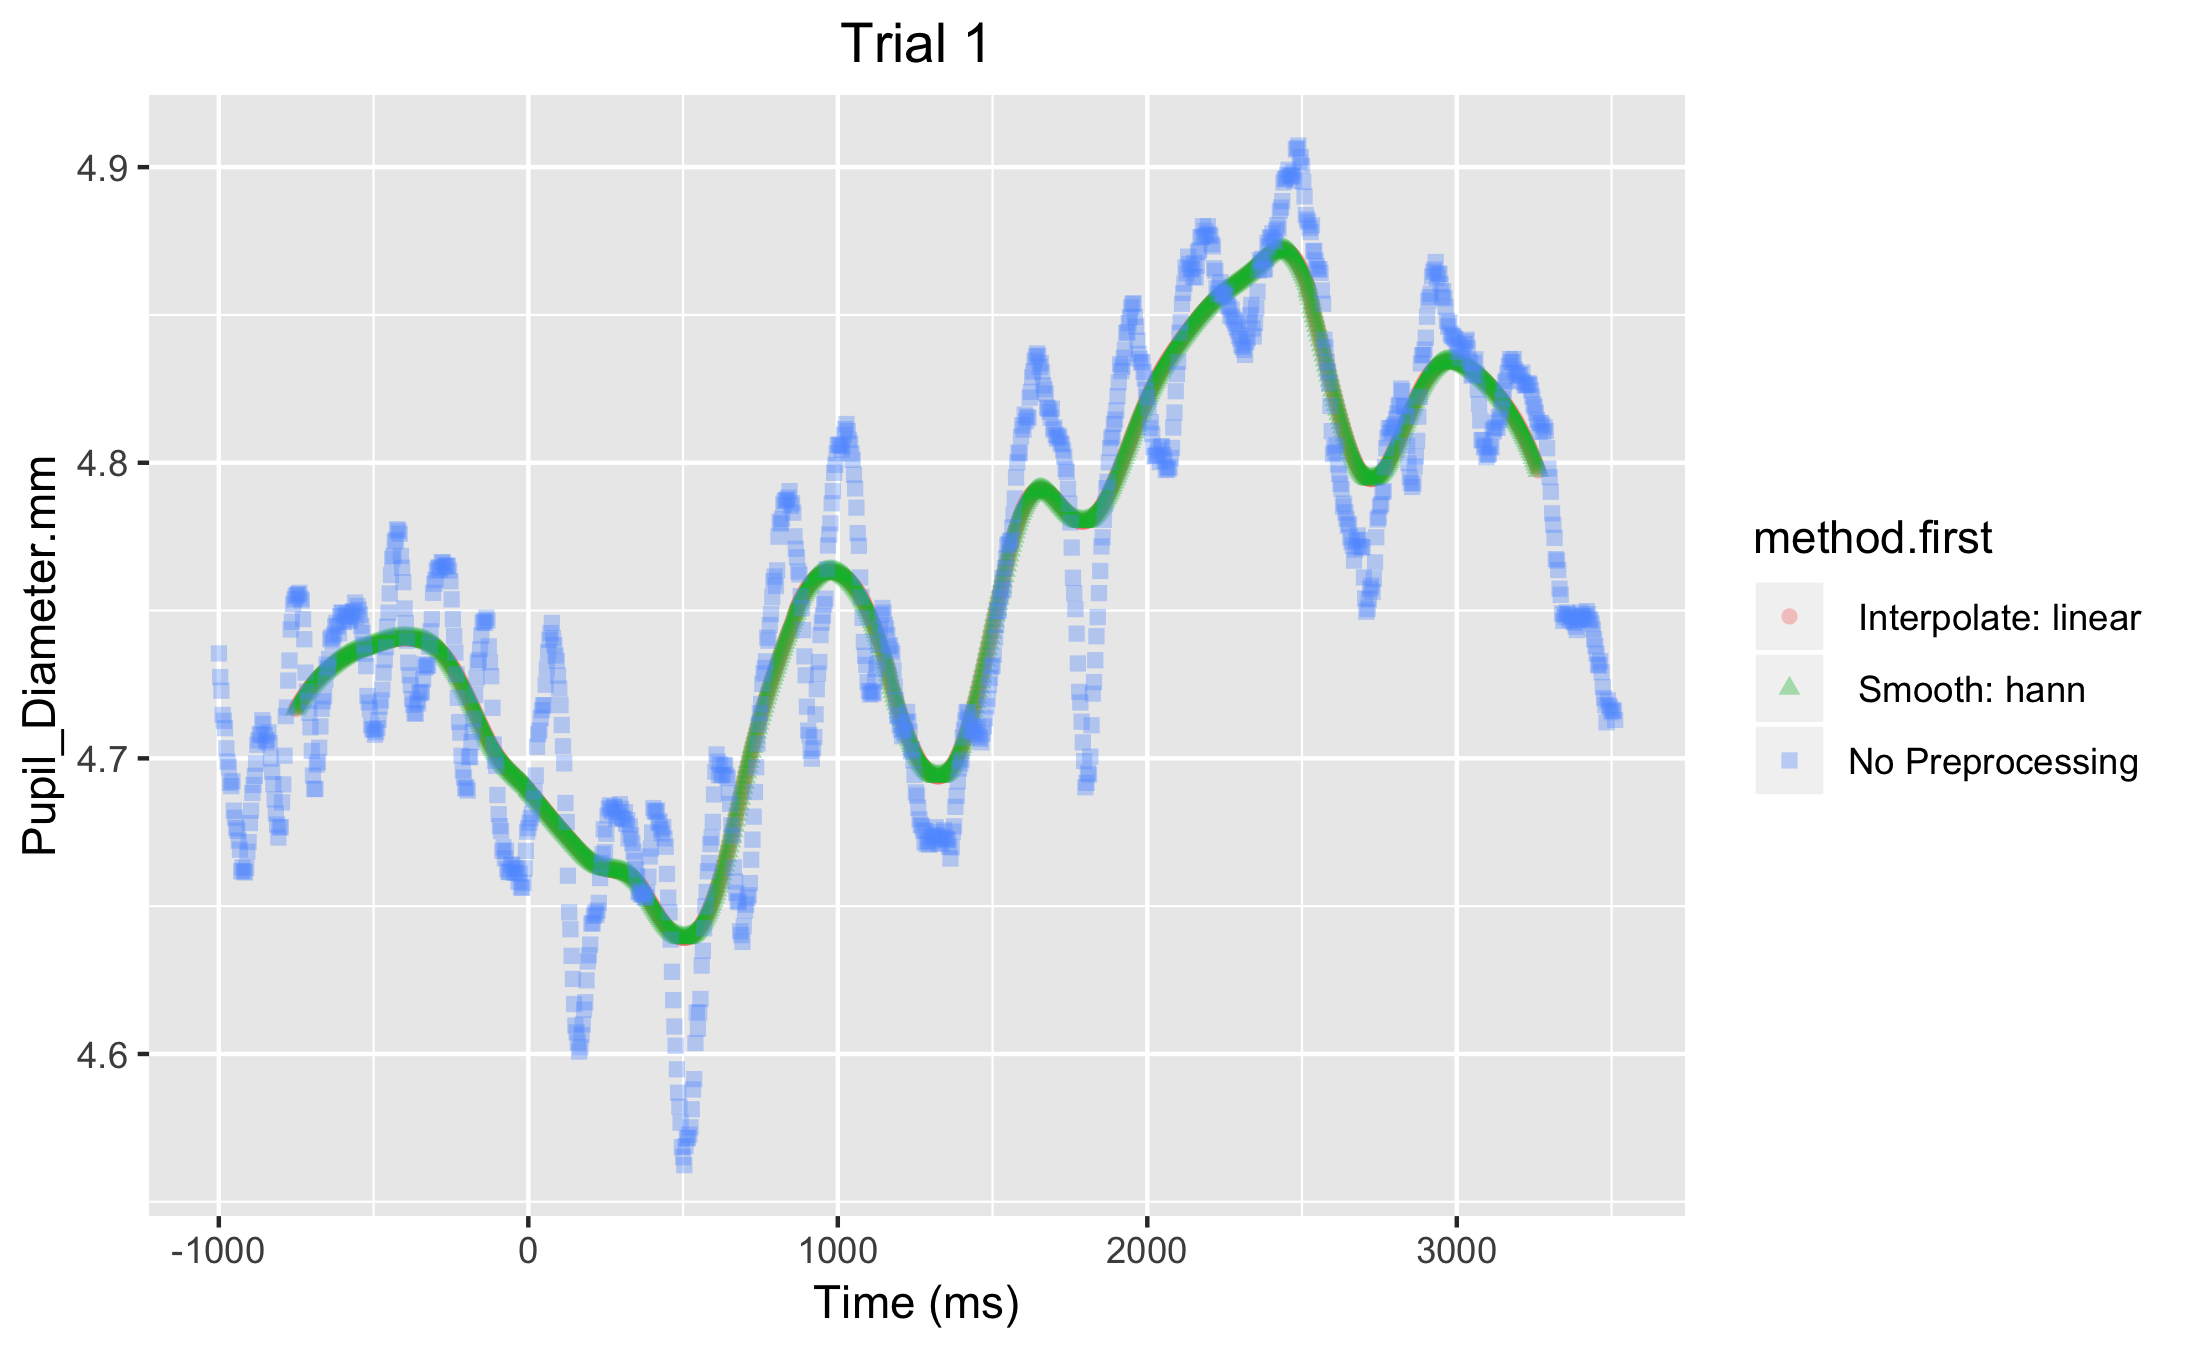 Trial 1
4.9
4.8
4.7
4.6
Pupil_Diameter.mm
-1000 0 1000 2000 3000
Time (ms)
method.first
Interpolate: linear
Smooth: hann
No Preprocessing